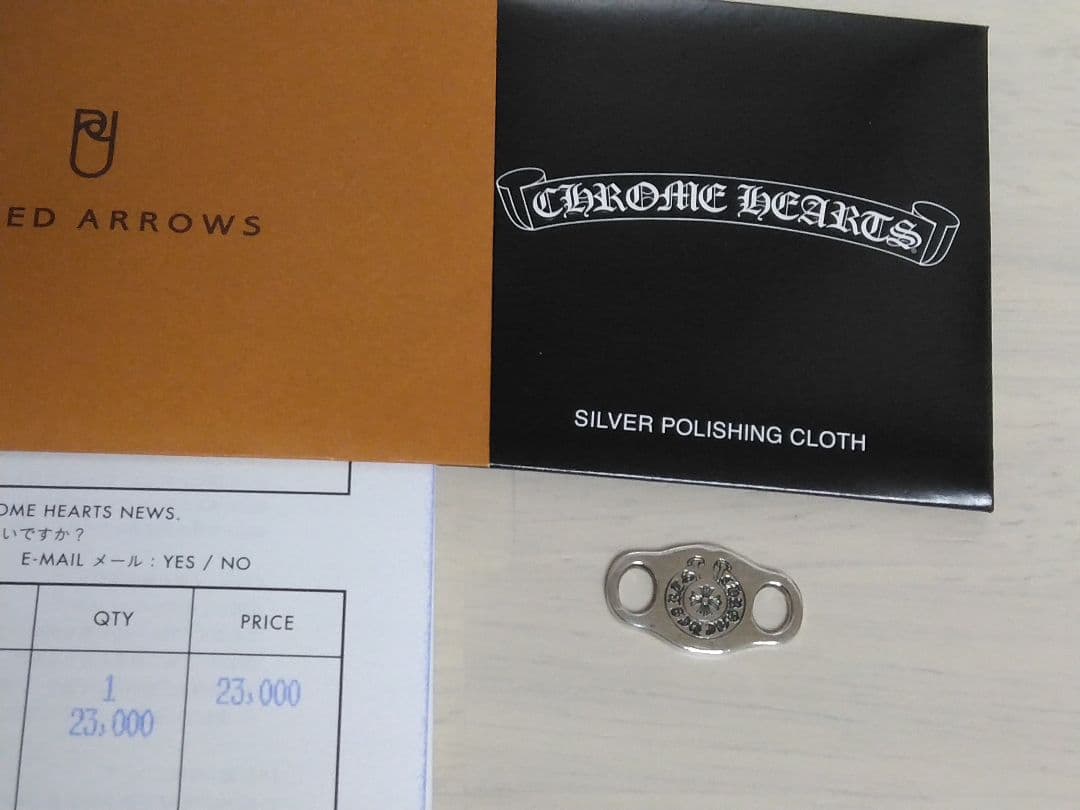 ED ARROWS
CHROME HEARTS
SILVER POLISHING CLOTH
OME HEARTS NEWS.
いですか?
E-MAIL メール : YES / NO
QTY
PRICE
1
23,000
23,000